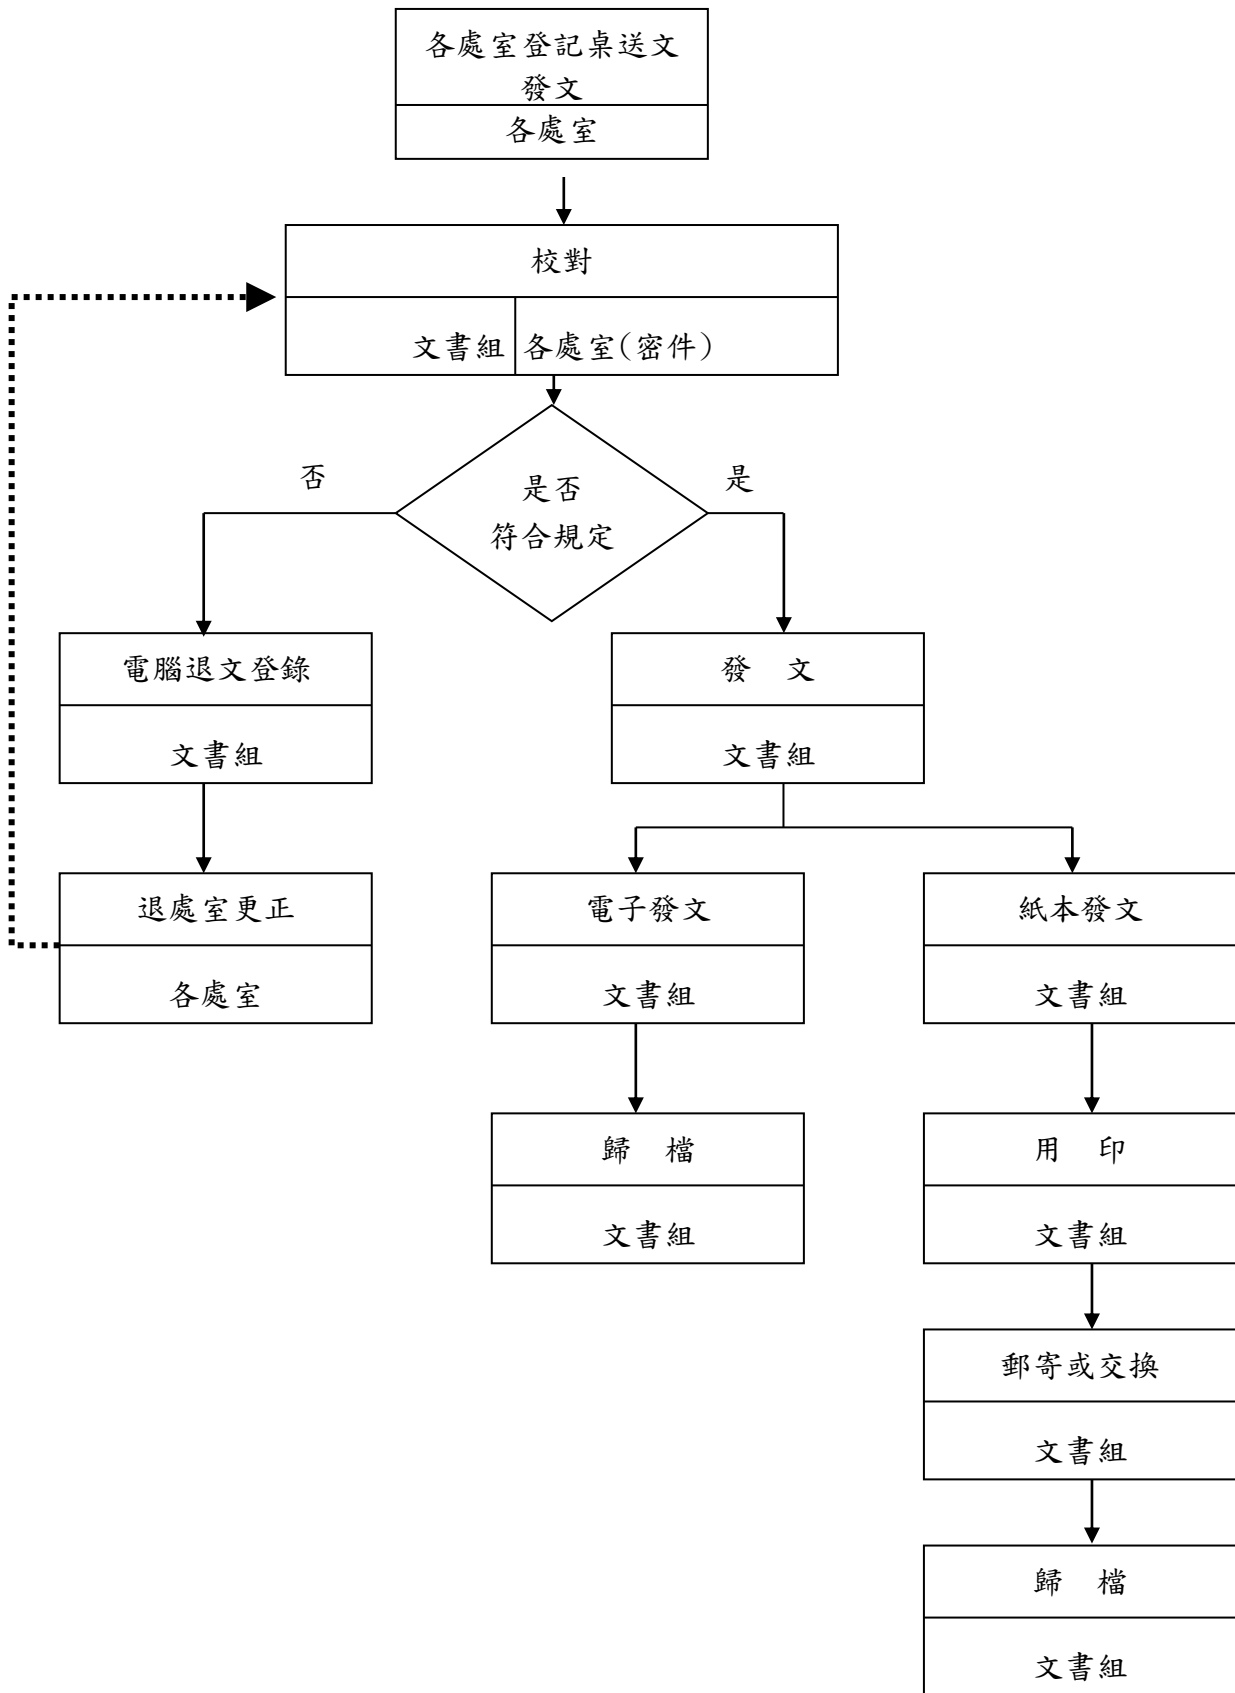 各處室登記桌送文
發文
各處室
校對
文書組
各處室(密件)
否
是
是否
符合規定
電腦退文登錄
文書組
發　文
文書組
退處室更正
各處室
電子發文
文書組
紙本發文
文書組
歸　檔
文書組
用　印
文書組
郵寄或交換
文書組
歸　檔
文書組